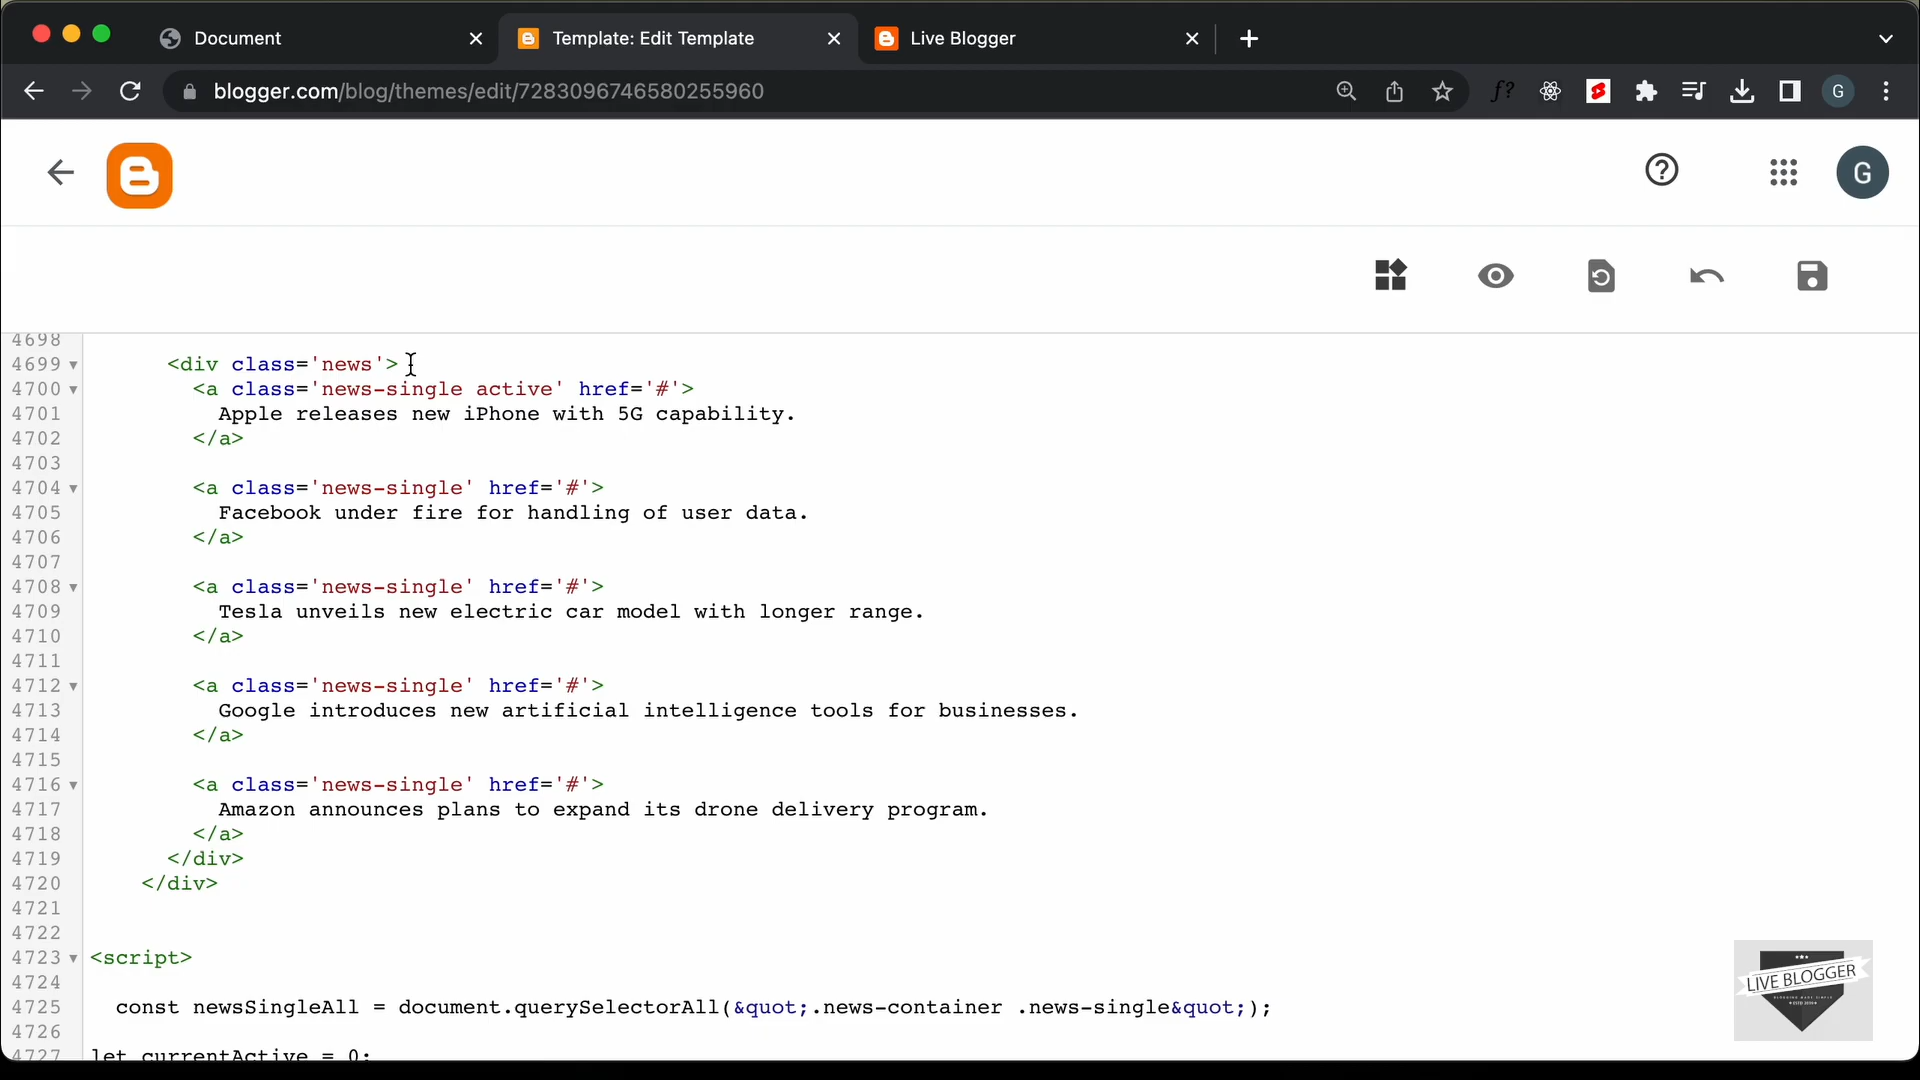 Document
Template: Edit Template
Live Blogger
blogger.com/blog/themes/edit/7283096746580255960
f?
G
G
4698
4699 <div class='news'>
4700 <a class='news-single active' href='#'>
4701 Apple releases new iPhone with 5G capability.
4702 </a>
4703
4704 <a class='news-single' href='#'>
4705 Facebook under fire for handling of user data.
4706 </a>
4707
4708 <a class='news-single' href='#'>
4709 Tesla unveils new electric car model with longer range.
4710 </a>
4711
4712 <a class='news-single' href='#'>
4713 Google introduces new artificial intelligence tools for businesses.
4714 </a>
4715
4716 <a class='news-single' href='#'>
4717 Amazon announces plans to expand its drone delivery program.
4718 </a>
4719 </div>
4720 </div>
4721
4722
4723 <script>
4724
4725 const newsSingleAll = document.querySelectorAll(&quot;.news-container .news-single&quot;);
4726
4727 let currentActive = 0;
LIVE BLOGGER